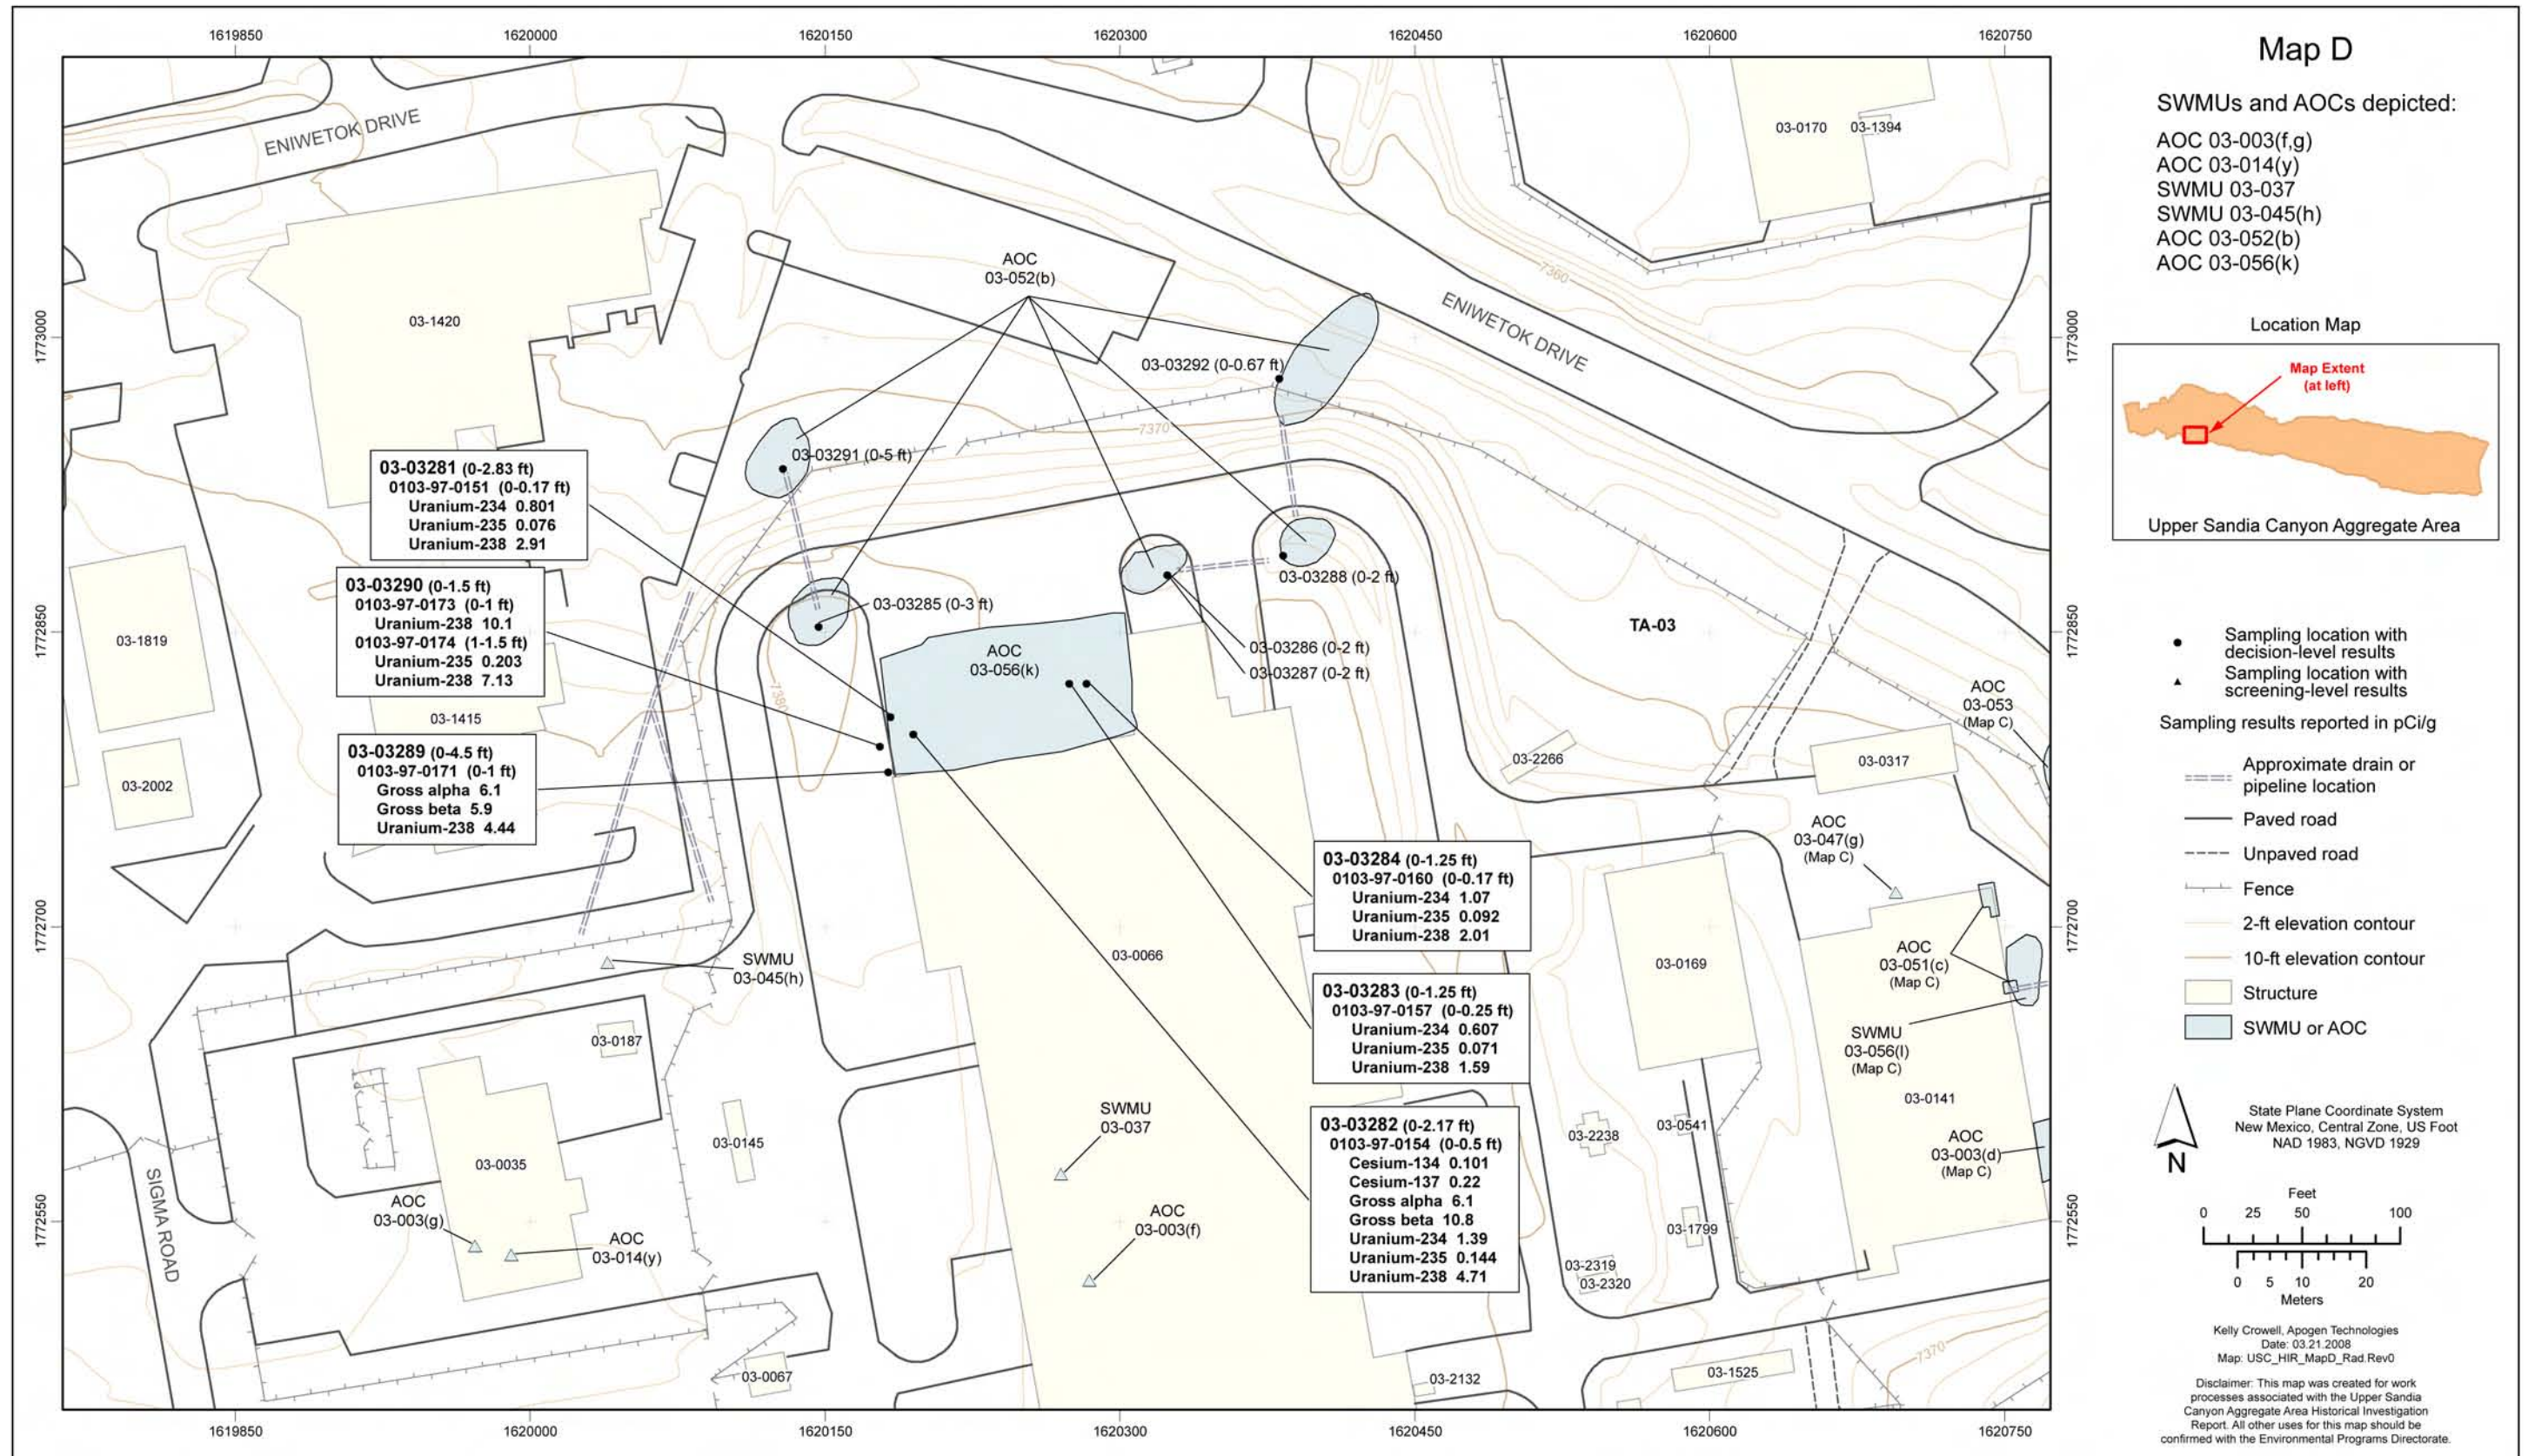 1619850
1620000
1620150
1620300
1620450
1620600
1620750
Map D
SWMUs and AOCs depicted:
AOC 03-003(f,g)
AOC 03-014(y)
SWMU 03-037
SWMU 03-045(h)
AOC 03-052(b)
AOC 03-056(k)
Location Map
Map Extent
(at left)
Upper Sandia Canyon Aggregate Area
Sampling location with
decision-level results
Sampling location with
screening-level results
Sampling results reported in pCi/g
Approximate drain or
pipeline location
Paved road
Unpaved road
Fence
2-ft elevation contour
10-ft elevation contour
Structure
SWMU or AOC
N
State Plane Coordinate System
New Mexico, Central Zone, US Foot
NAD 1983, NGVD 1929
Feet
0 25 50 100
0 5 10 20
Meters
Kelly Crowell, Apogen Technologies
Date: 03.21.2008
Map: USC_HIR_MapD_Rad.Rev0
Disclaimer: This map was created for work
processes associated with the Upper Sandia
Canyon Aggregate Area Historical Investigation
Report. All other uses for this map should be
confirmed with the Environmental Programs Directorate.
ENIWETOK DRIVE
03-0170
03-1394
AOC
03-052(b)
7360
ENIWETOK DRIVE
03-1420
1773000
1773000
03-03292 (0-0.67 ft)
7370
03-03291 (0-5 ft)
03-03281 (0-2.83 ft)
0103-97-0151 (0-0.17 ft)
Uranium-234 0.801
Uranium-235 0.076
Uranium-238 2.91
03-03290 (0-1.5 ft)
0103-97-0173 (0-1 ft)
Uranium-238 10.1
0103-97-0174 (1-1.5 ft)
Uranium-235 0.203
Uranium-238 7.13
03-03289 (0-4.5 ft)
0103-97-0171 (0-1 ft)
Gross alpha 6.1
Gross beta 5.9
Uranium-238 4.44
03-03288 (0-2 ft)
03-03285 (0-3 ft)
03-03286 (0-2 ft)
03-03287 (0-2 ft)
TA-03
1772850
1772850
03-1819
AOC
03-056(k)
7380
03-1415
03-2002
AOC
03-053
(Map C)
03-2266
03-0317
AOC
03-047(g)
(Map C)
03-03284 (0-1.25 ft)
0103-97-0160 (0-0.17 ft)
Uranium-234 1.07
Uranium-235 0.092
Uranium-238 2.01
03-03283 (0-1.25 ft)
0103-97-0157 (0-0.25 ft)
Uranium-234 0.607
Uranium-235 0.071
Uranium-238 1.59
03-03282 (0-2.17 ft)
0103-97-0154 (0-0.5 ft)
Cesium-134 0.101
Cesium-137 0.22
Gross alpha 6.1
Gross beta 10.8
Uranium-234 1.39
Uranium-235 0.144
Uranium-238 4.71
1772700
1772700
SWMU
03-045(h)
03-0066
03-0169
AOC
03-051(c)
(Map C)
SWMU
03-056(l)
(Map C)
03-0141
AOC
03-003(d)
(Map C)
03-0187
03-0145
03-0035
SWMU
03-037
AOC
03-003(f)
03-2238
03-0541
03-1799
03-2319
03-2320
1772550
1772550
SIGMA ROAD
AOC
03-003(g)
AOC
03-014(y)
03-0067
03-2132
03-1525
7370
1619850
1620000
1620150
1620300
1620450
1620600
1620750